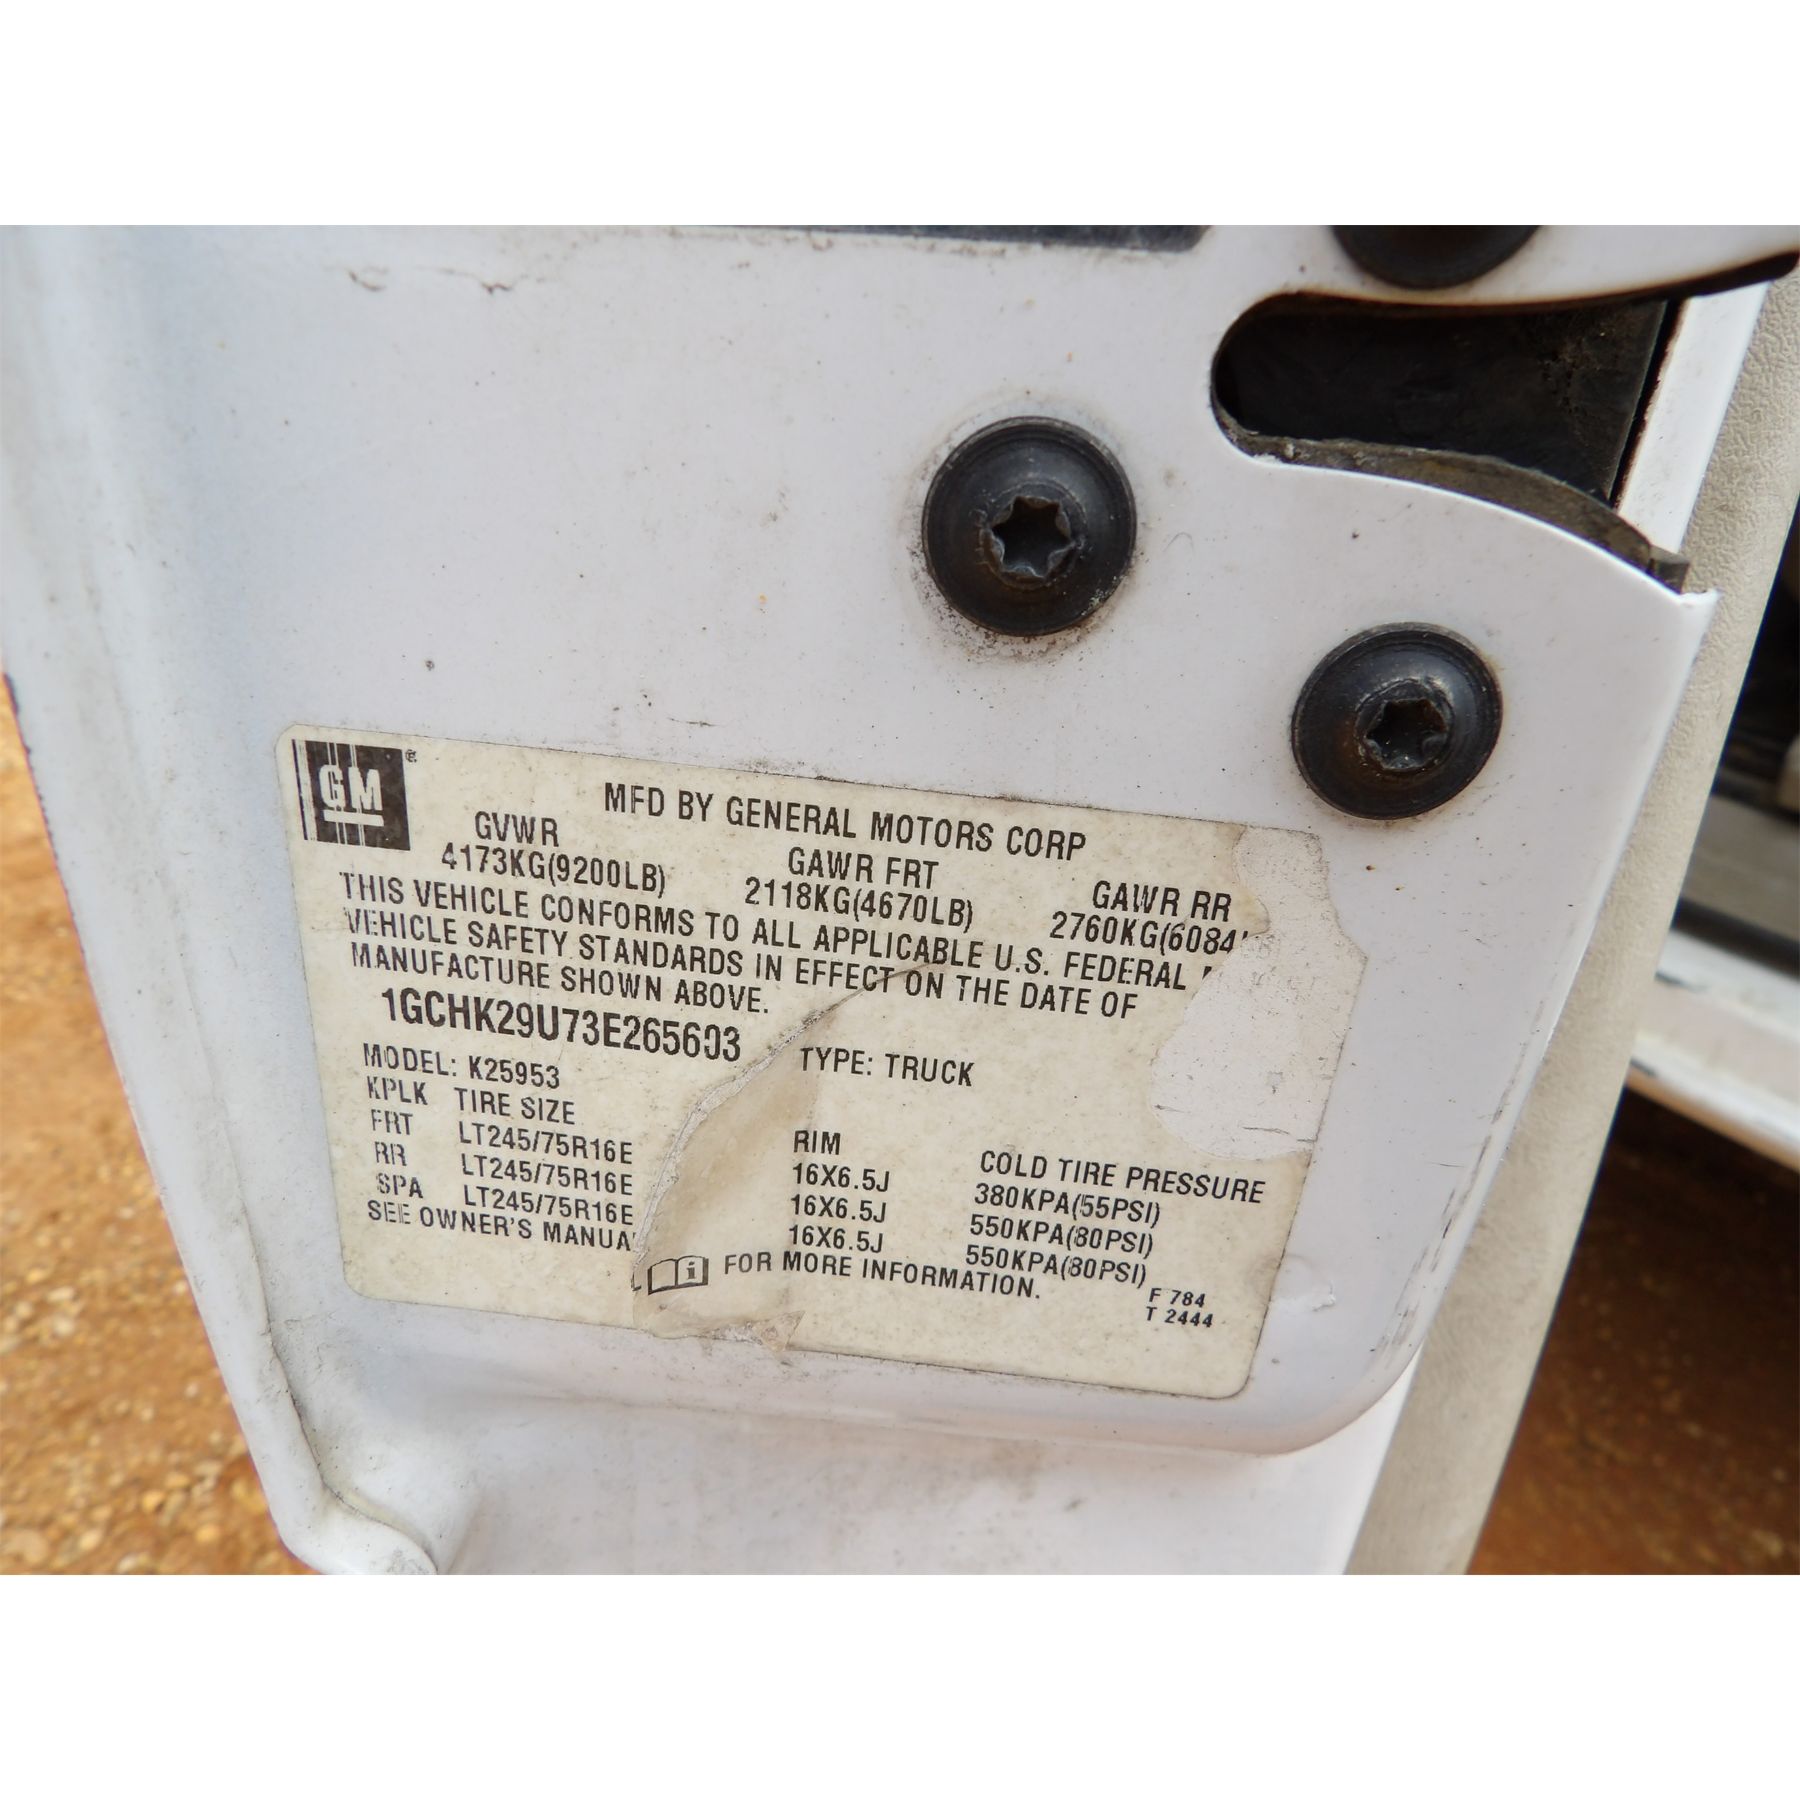 GM
MFD BY GENERAL MOTORS CORP
GVWR GAWR FRT GAWR RR
4173KG(9200LB) 2118KG(4670LB) 2760KG(6084
THIS VEHICLE CONFORMS TO ALL APPLICABLE U.S. FEDERAL
VEHICLE SAFETY STANDARDS IN EFFECT ON THE DATE OF
MANUFACTURE SHOWN ABOVE.
1GCHK29U73E265603 TYPE: TRUCK
MODEL: K25953
KPLK TIRE SIZE RIM COLD TIRE PRESSURE
FRT LT245/75R16E 16X6.5J 380KPA(55PSI)
RR LT245/75R16E 16X6.5J 550KPA(80PSI)
SPA LT245/75R16E 16X6.5J 550KPA(80PSI)
SEE OWNER'S MANUAL FOR MORE INFORMATION.
F 784
T 2444